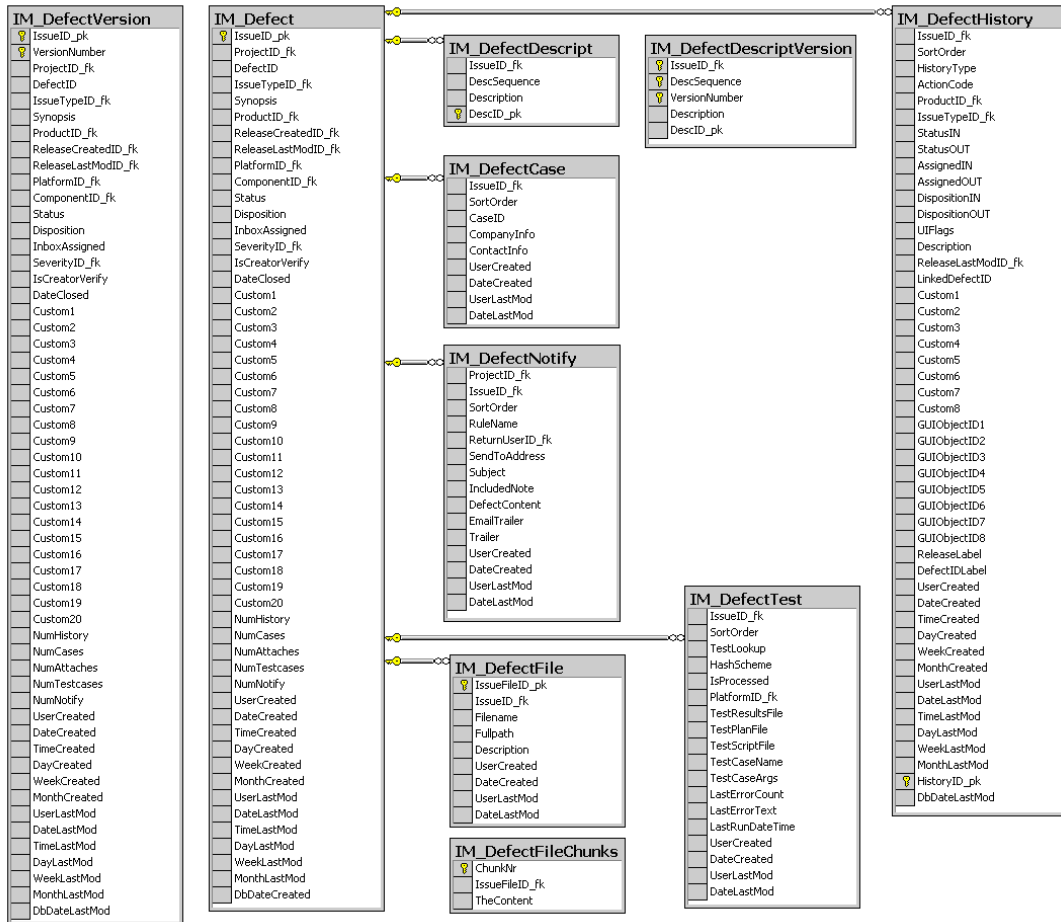 IM_DefectVersion
IssueID_pk
VersionNumber
ProjectID_fk
DefectID
IssueTypeID_fk
Synopsis
ProductID_fk
ReleaseCreatedID_fk
ReleaseLastModID_fk
PlatformID_fk
ComponentID_fk
Status
Disposition
InboxAssigned
SeverityID_fk
IsCreatorVerify
DateClosed
Custom1
Custom2
Custom3
Custom4
Custom5
Custom6
Custom7
Custom8
Custom9
Custom10
Custom11
Custom12
Custom13
Custom14
Custom15
Custom16
Custom17
Custom18
Custom19
Custom20
NumHistory
NumCases
NumAttaches
NumTestcases
NumNotify
UserCreated
DateCreated
TimeCreated
DayCreated
WeekCreated
MonthCreated
UserLastMod
DateLastMod
TimeLastMod
DayLastMod
WeekLastMod
MonthLastMod
DbDateLastMod
IM_Defect
IssueID_pk
ProjectID_fk
DefectID
IssueTypeID_fk
Synopsis
ProductID_fk
ReleaseCreatedID_fk
ReleaseLastModID_fk
PlatformID_fk
ComponentID_fk
Status
Disposition
InboxAssigned
SeverityID_fk
IsCreatorVerify
DateClosed
Custom1
Custom2
Custom3
Custom4
Custom5
Custom6
Custom7
Custom8
Custom9
Custom10
Custom11
Custom12
Custom13
Custom14
Custom15
Custom16
Custom17
Custom18
Custom19
Custom20
NumHistory
NumCases
NumAttaches
NumTestcases
NumNotify
UserCreated
DateCreated
TimeCreated
DayCreated
WeekCreated
MonthCreated
UserLastMod
DateLastMod
TimeLastMod
DayLastMod
WeekLastMod
MonthLastMod
DbDateCreated
IM_DefectDescript
IssueID_fk
DescSequence
Description
DescID_pk
IM_DefectDescriptVersion
IssueID_fk
DescSequence
VersionNumber
Description
DescID_pk
IM_DefectCase
IssueID_fk
SortOrder
CaseID
CompanyInfo
ContactInfo
UserCreated
DateCreated
UserLastMod
DateLastMod
IM_DefectNotify
ProjectID_fk
IssueID_fk
SortOrder
RuleName
ReturnUserID_fk
SendToAddress
Subject
IncludedNote
DefectContent
EmailTrailer
Trailer
UserCreated
DateCreated
UserLastMod
DateLastMod
IM_DefectFile
IssueFileID_pk
IssueID_fk
Filename
Fullpath
Description
UserCreated
DateCreated
UserLastMod
DateLastMod
IM_DefectFileChunks
ChunkNr
IssueFileID_fk
TheContent
IM_DefectTest
IssueID_fk
SortOrder
TestLookup
HashScheme
IsProcessed
PlatformID_fk
TestResultsFile
TestPlanFile
TestScriptFile
TestCaseName
TestCaseArgs
LastErrorCount
LastErrorText
LastRunDateTime
UserCreated
DateCreated
UserLastMod
DateLastMod
IM_DefectHistory
IssueID_fk
SortOrder
HistoryType
ActionCode
ProductID_fk
IssueTypeID_fk
StatusIN
StatusOUT
AssignedIN
AssignedOUT
DispositionIN
DispositionOUT
UIFlags
Description
ReleaseLastModID_fk
LinkedDefectID
Custom1
Custom2
Custom3
Custom4
Custom5
Custom6
Custom7
Custom8
GUIObjectID1
GUIObjectID2
GUIObjectID3
GUIObjectID4
GUIObjectID5
GUIObjectID6
GUIObjectID7
GUIObjectID8
ReleaseLabel
DefectIDLabel
UserCreated
DateCreated
TimeCreated
DayCreated
WeekCreated
MonthCreated
UserLastMod
DateLastMod
TimeLastMod
DayLastMod
WeekLastMod
MonthLastMod
HistoryID_pk
DbDateLastMod